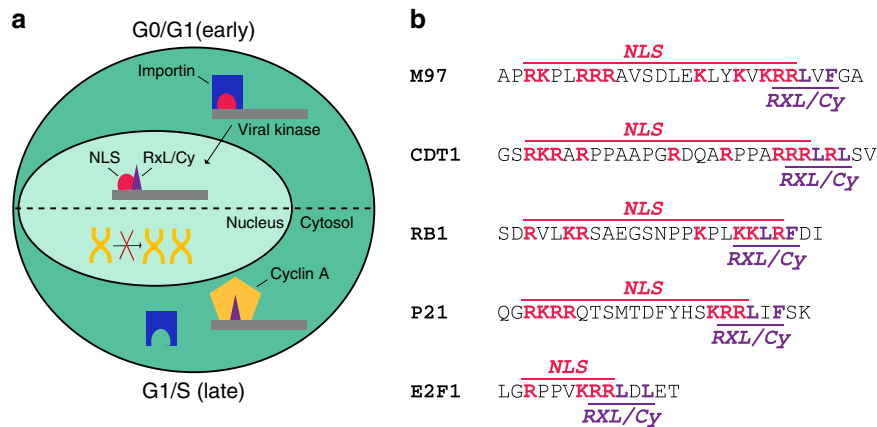 a
G0/G1(early)
Importin
Viral kinase
NLS
RxL/Cy
Nucleus
Cytosol
Cyclin A
G1/S (late)
b
NLS
M97 APRKPLRRRAVSDLEKLYKVKRRLVFGA
RXL/Cy
NLS
CDT1 GSRKRARPPAAPGRDQARPPARRRLRLSV
RXL/Cy
NLS
RB1 SDRVLKRSAEGSNPPKPLKKLRFDI
RXL/Cy
NLS
P21 QGRKRRQTSMTDFYHSKRRLIFSK
RXL/Cy
NLS
E2F1 LGRPPVKRRLDLET
RXL/Cy